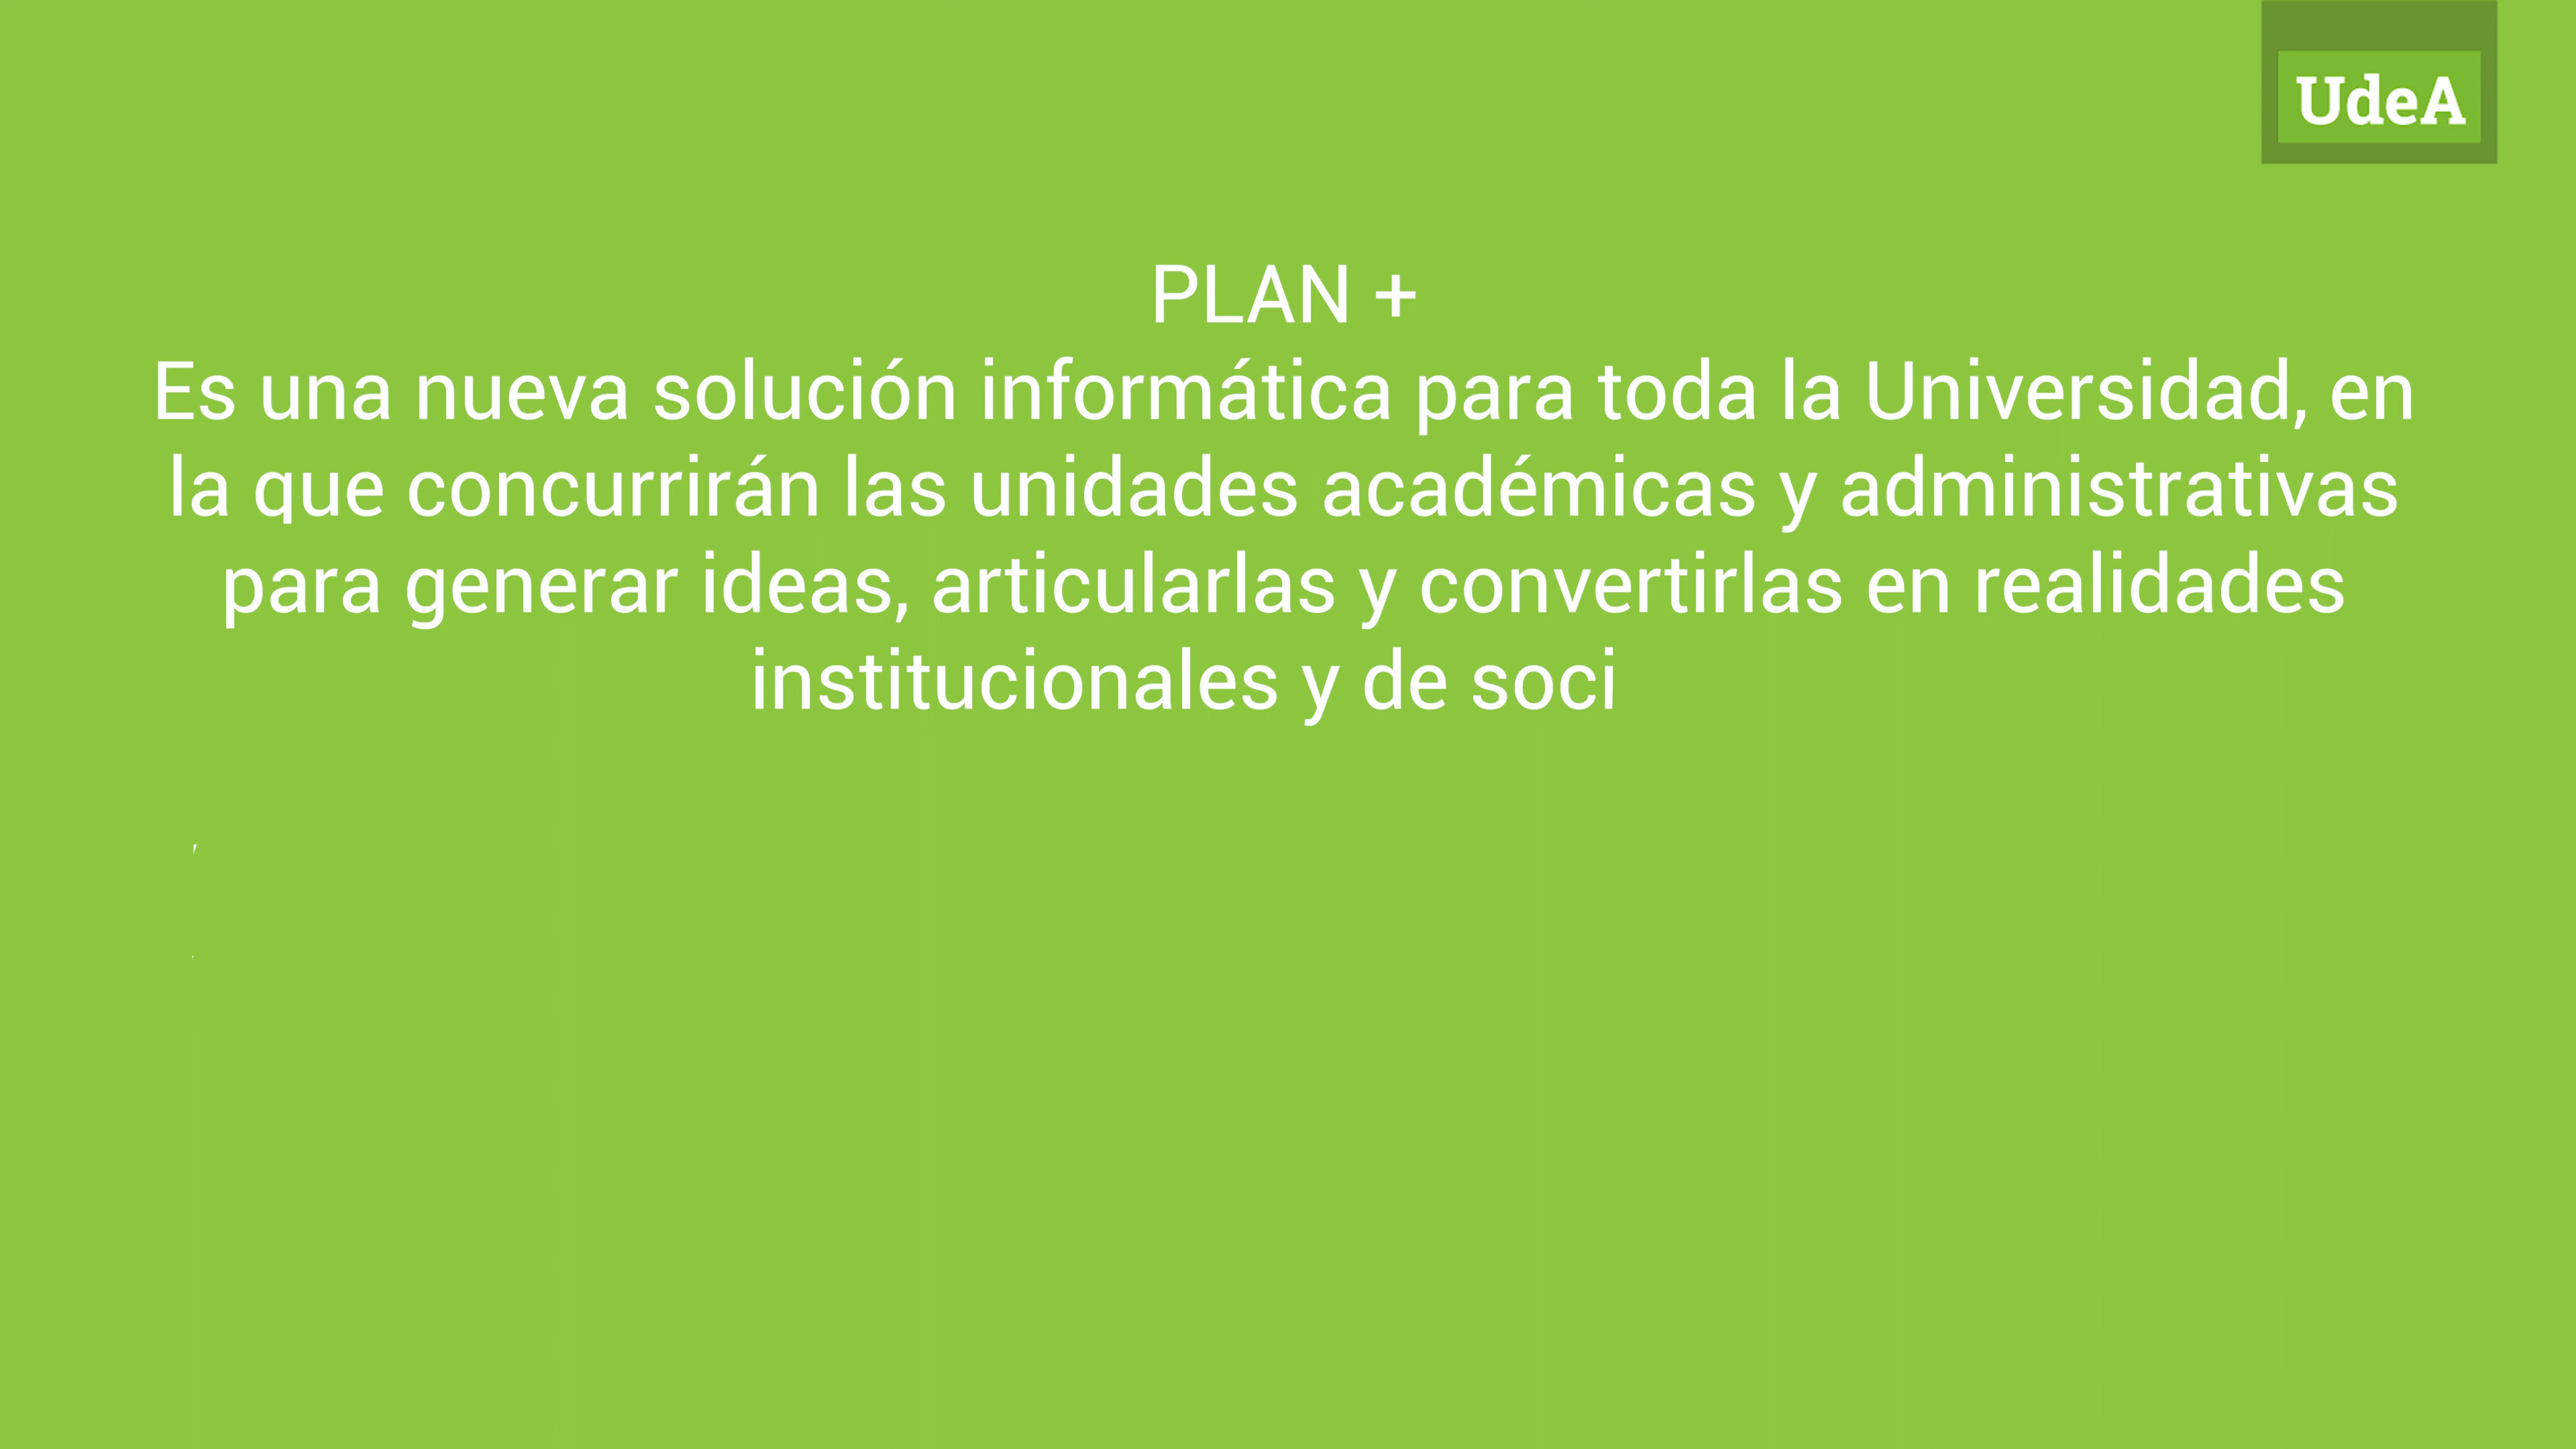 UdeA
PLAN +
Es una nueva solución informática para toda la Universidad, en
la que concurrirán las unidades académicas y administrativas
para generar ideas, articularlas y convertirlas en realidades
institucionales y de soci